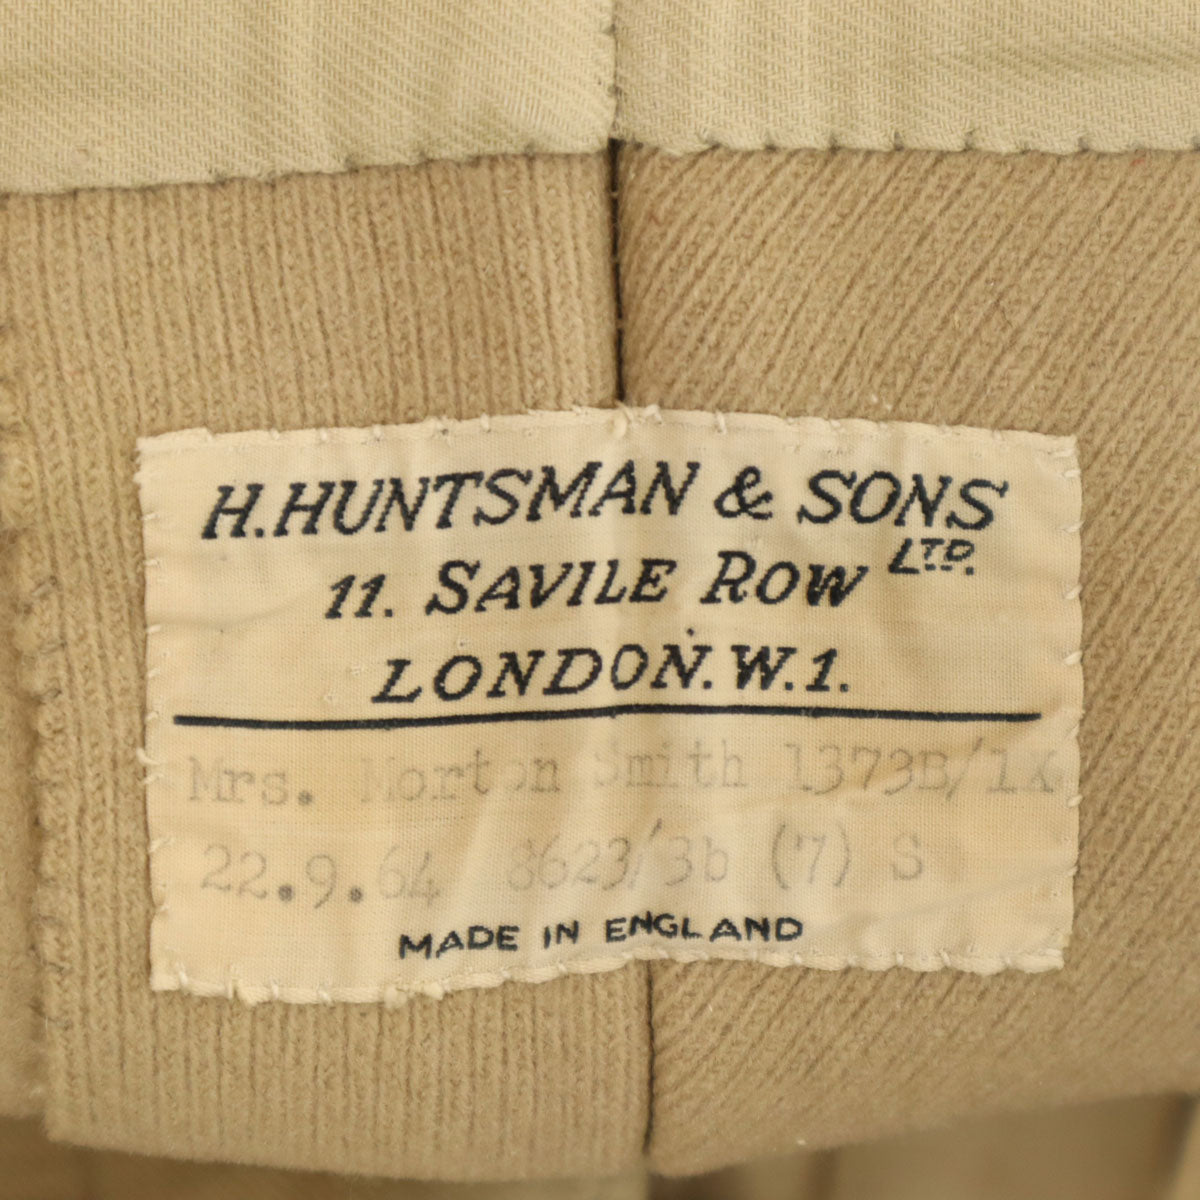 H. HUNTSMAN & SONS LTD.
11. SAVILE ROW
LONDON. W.1.
Mrs. Morton Smith 1373B/1X
22.9.64 8623/3b (7) S
MADE IN ENGLAND